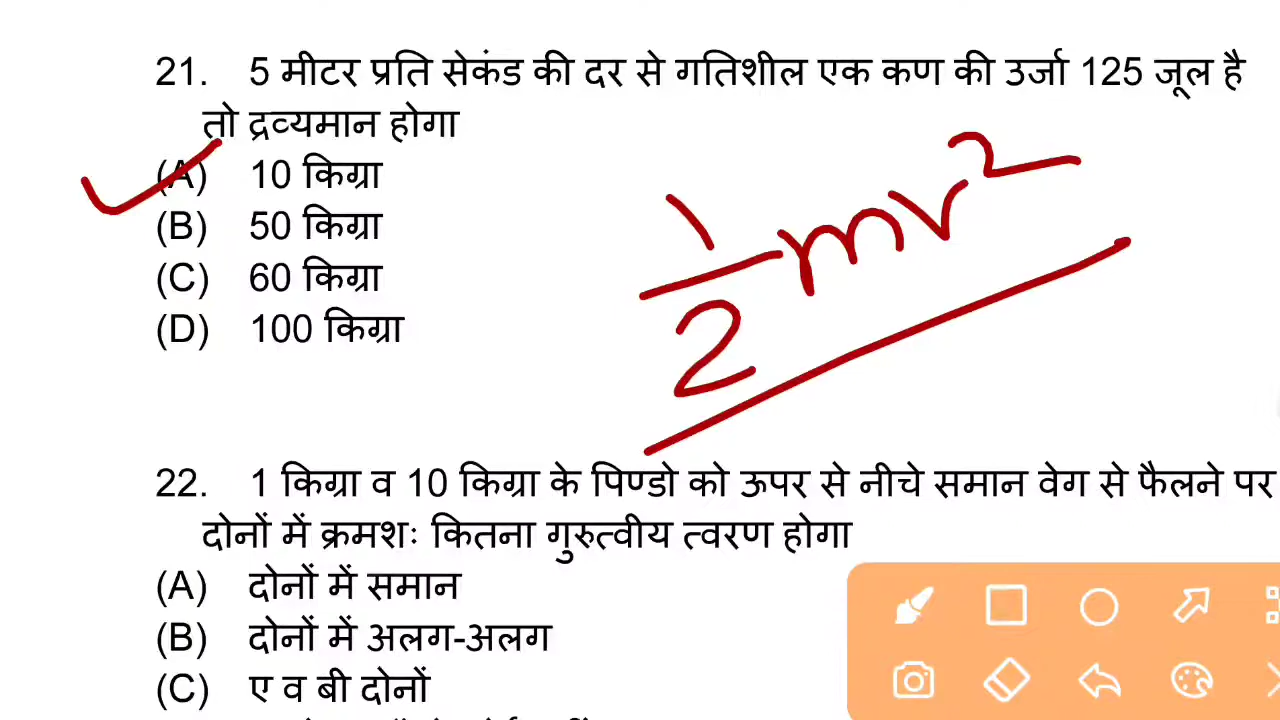 21. 5 मीटर प्रति सेकंड की दर से गतिशील एक कण की उर्जा 125 जूल है
तो द्रव्यमान होगा
(A) 10 किग्रा
(B) 50 किग्रा
(C) 60 किग्रा
(D) 100 किग्रा
1/2 mv²
22. 1 किग्रा व 10 किग्रा के पिण्डो को ऊपर से नीचे समान वेग से फैलने पर
दोनों में क्रमशः कितना गुरुत्वीय त्वरण होगा
(A) दोनों में समान
(B) दोनों में अलग-अलग
(C) ए व बी दोनों